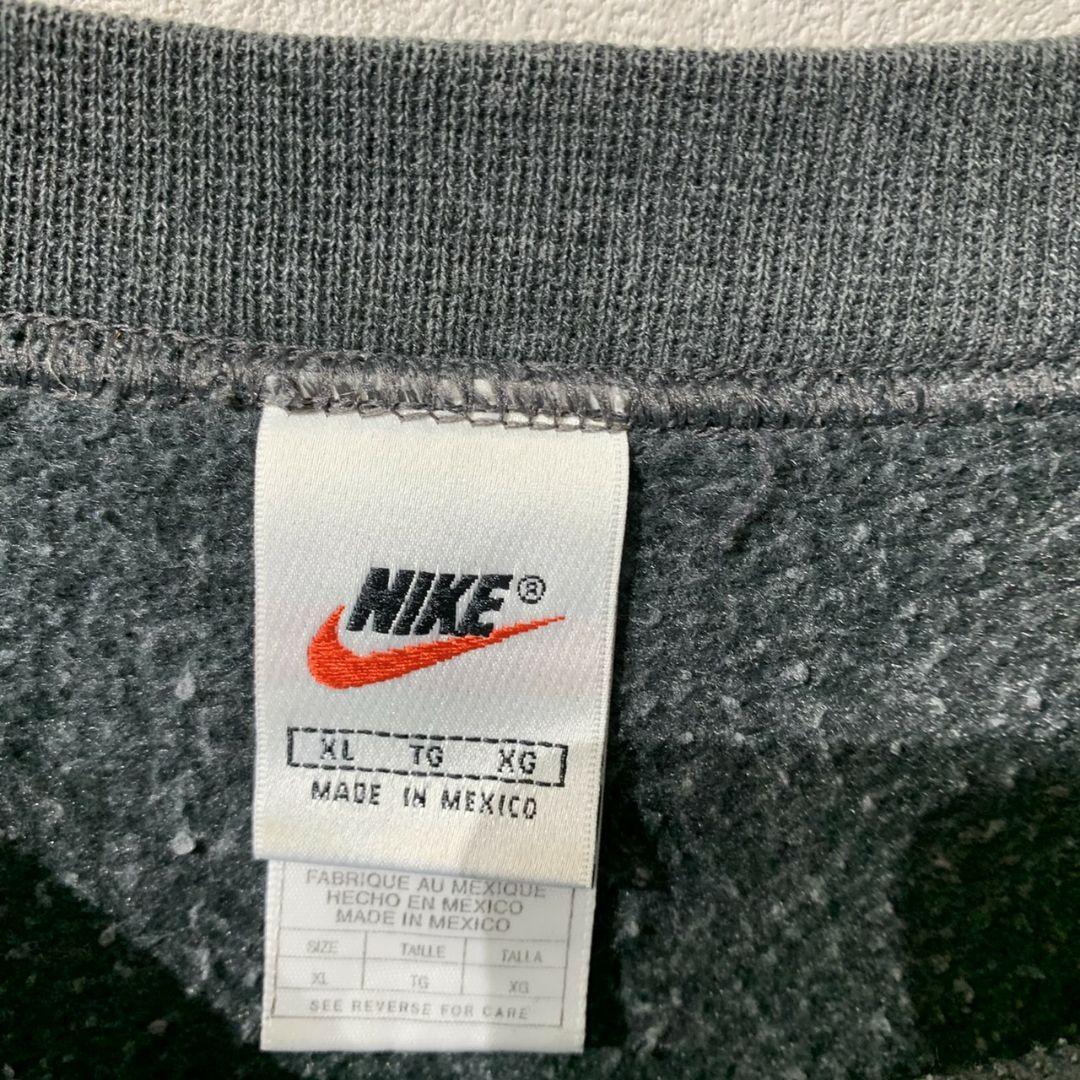 NIKE®
XL TG XG
MADE IN MEXICO
FABRIQUE AU MEXIQUE
HECHO EN MEXICO
MADE IN MEXICO
SIZE TAILLE TALLA
XL TG XG
SEE REVERSE FOR CARE